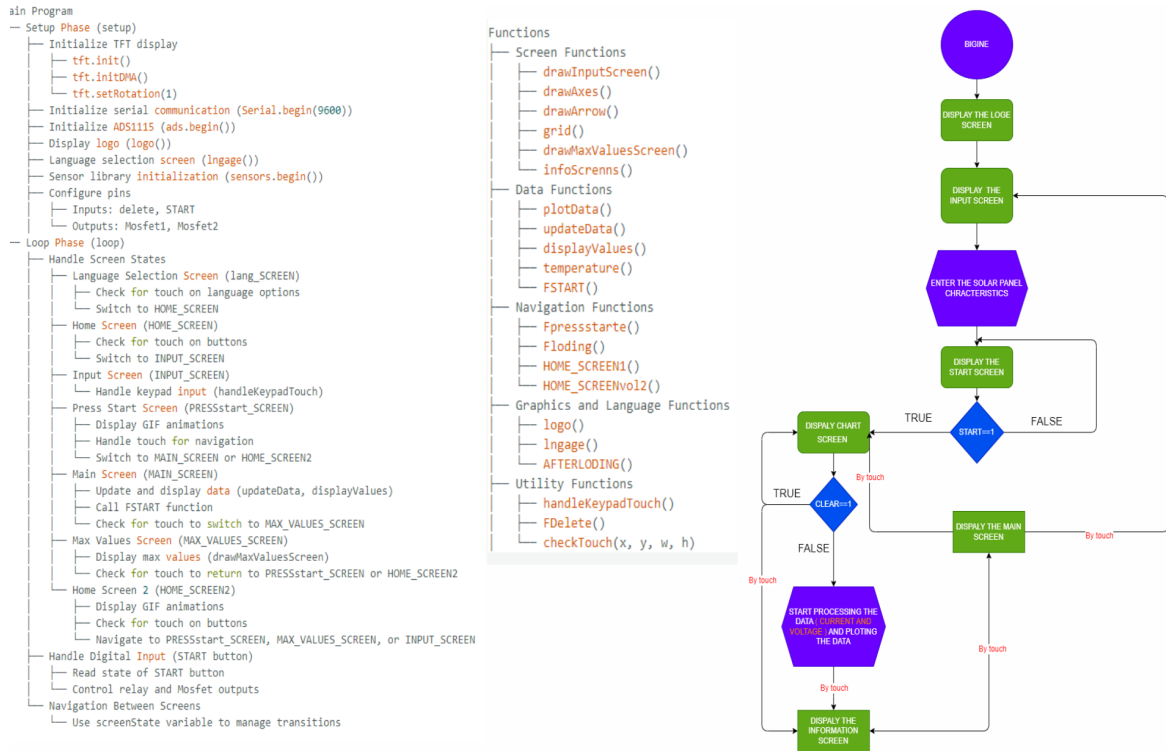 ain Program
Setup Phase (setup)
Initialize TFT display
tft.init()
tft.initDMA()
tft.setRotation(1)
Initialize serial communication (Serial.begin(9600))
Initialize ADS1115 (ads.begin())
Display logo (logo())
Language selection screen (lngage())
Sensor library initialization (sensors.begin())
Configure pins
Inputs: delete, START
Outputs: Mosfet1, Mosfet2
Loop Phase (loop)
Handle Screen States
Language Selection Screen (lang_SCREEN)
Check for touch on language options
Switch to HOME_SCREEN
Home Screen (HOME_SCREEN)
Check for touch on buttons
Switch to INPUT_SCREEN
Input Screen (INPUT_SCREEN)
Handle keypad input (handleKeypadTouch)
Press Start Screen (PRESSstart_SCREEN)
Display GIF animations
Handle touch for navigation
Switch to MAIN_SCREEN or HOME_SCREEN2
Main Screen (MAIN_SCREEN)
Update and display data (updateData, displayValues)
Call FSTART function
Check for touch to switch to MAX_VALUES_SCREEN
Max Values Screen (MAX_VALUES_SCREEN)
Display max values (drawMaxValuesScreen)
Check for touch to return to PRESSstart_SCREEN or HOME_SCREEN2
Home Screen 2 (HOME_SCREEN2)
Display GIF animations
Check for touch on buttons
Navigate to PRESSstart_SCREEN, MAX_VALUES_SCREEN, or INPUT_SCREEN
Handle Digital Input (START button)
Read state of START button
Control relay and Mosfet outputs
Navigation Between Screens
Use screenState variable to manage transitions
Functions
Screen Functions
drawInputScreen()
drawAxes()
drawArrow()
grid()
drawMaxValuesScreen()
infoScrenns()
Data Functions
plotData()
updateData()
displayValues()
temperature()
FSTART()
Navigation Functions
Fpressstarte()
Floding()
HOME_SCREEN1()
HOME_SCREENvol2()
Graphics and Language Functions
logo()
lngage()
AFTERLODING()
Utility Functions
handleKeypadTouch()
FDelete()
checkTouch(x, y, w, h)
BIGINE
DISPLAY THE LOGE
SCREEN
DISPLAY THE
INPUT SCREEN
ENTER THE SOLAR PANEL
CHRACTERISTICS
DISPLAY THE
START SCREEN
START==1
TRUE
FALSE
DISPALY CHART
SCREEN
By touch
TRUE
CLEAR==1
FALSE
DISPALY THE MAIN
SCREEN
By touch
By touch
START PROCESSING THE
DATA ( CURRENT AND
VOLTAGE ) AND PLOTING
THE DATA
By touch
By touch
DISPALY THE
INFORMATION
SCREEN